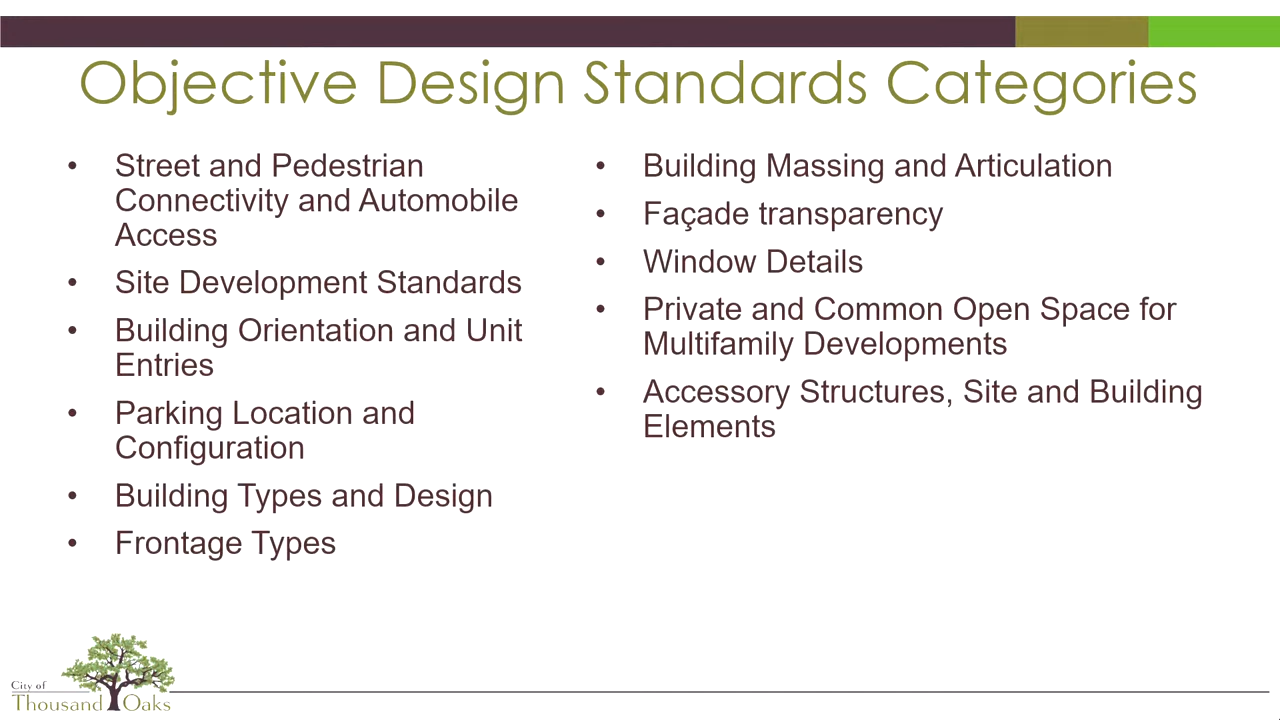 Objective Design Standards Categories
• Street and Pedestrian
Connectivity and Automobile
Access
• Site Development Standards
• Building Orientation and Unit
Entries
• Parking Location and
Configuration
• Building Types and Design
• Frontage Types
• Building Massing and Articulation
• Façade transparency
• Window Details
• Private and Common Open Space for
Multifamily Developments
• Accessory Structures, Site and Building
Elements
City of
Thousand Oaks